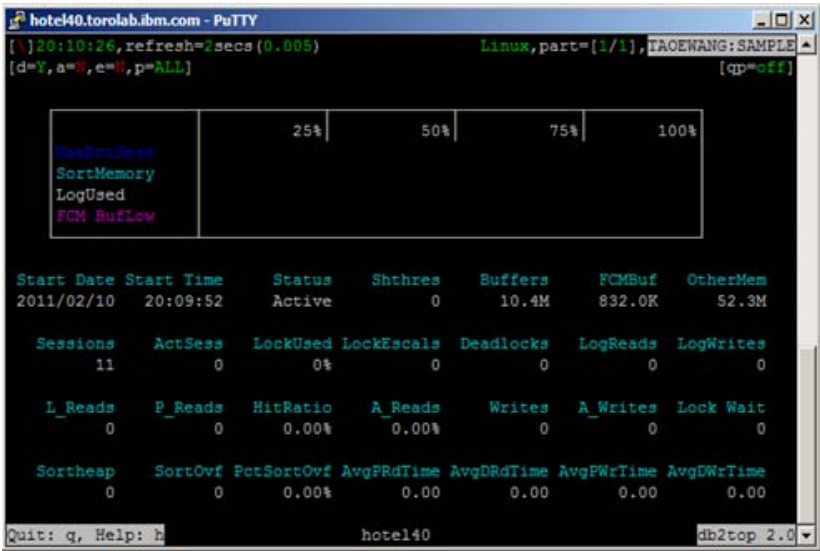 hotel40.torolab.ibm.com - PuTTY
[\]20:10:26,refresh=2secs(0.005) Linux,part=[1/1],TAOEWANG:SAMPLE
[d=Y,a=N,e=N,p=ALL] [qp=off]
25% 50% 75% 100%
MaxActSess
SortMemory
LogUsed
FCM BufLow
Start Date Start Time Status Shthres Buffers FCMBuf OtherMem
2011/02/10 20:09:52 Active 0 10.4M 832.0K 52.3M
Sessions ActSess LockUsed LockEscals Deadlocks LogReads LogWrites
11 0 0% 0 0 0 0
L_Reads P_Reads HitRatio A_Reads Writes A_Writes Lock Wait
0 0 0.00% 0.00% 0 0 0
Sortheap SortOvf PctSortOvf AvgPRdTime AvgDRdTime AvgPWrTime AvgDWrTime
0 0 0.00% 0.00 0.00 0.00 0.00
Quit: q, Help: h hotel40 db2top 2.0